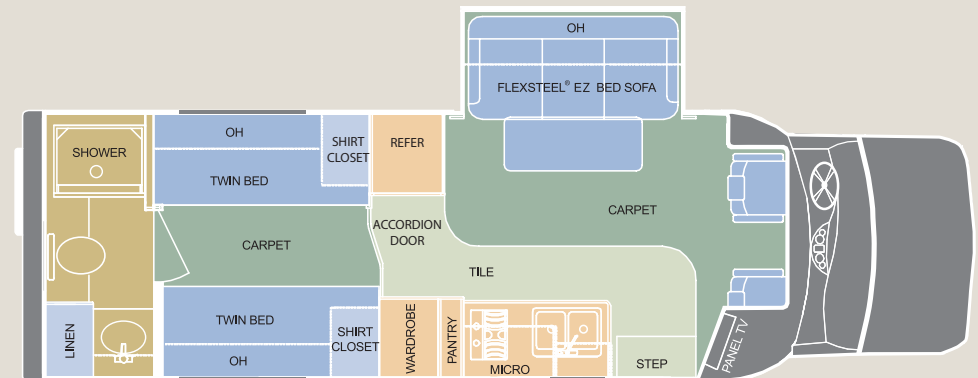 OH
FLEXSTEEL® EZ BED SOFA
SHOWER
OH
TWIN BED
SHIRT
CLOSET
REFER
CARPET
CARPET
ACCORDION
DOOR
TILE
LINEN
TWIN BED
OH
SHIRT
CLOSET
WARDROBE
PANTRY
MICRO
STEP
PANEL TV